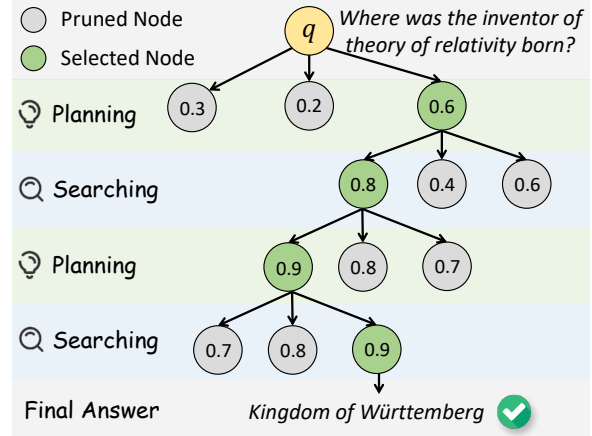 Pruned Node
Selected Node
q
Where was the inventor of
theory of relativity born?
Planning
0.3 0.2 0.6
Searching
0.8 0.4 0.6
Planning
0.9 0.8 0.7
Searching
0.7 0.8 0.9
Final Answer
Kingdom of Württemberg